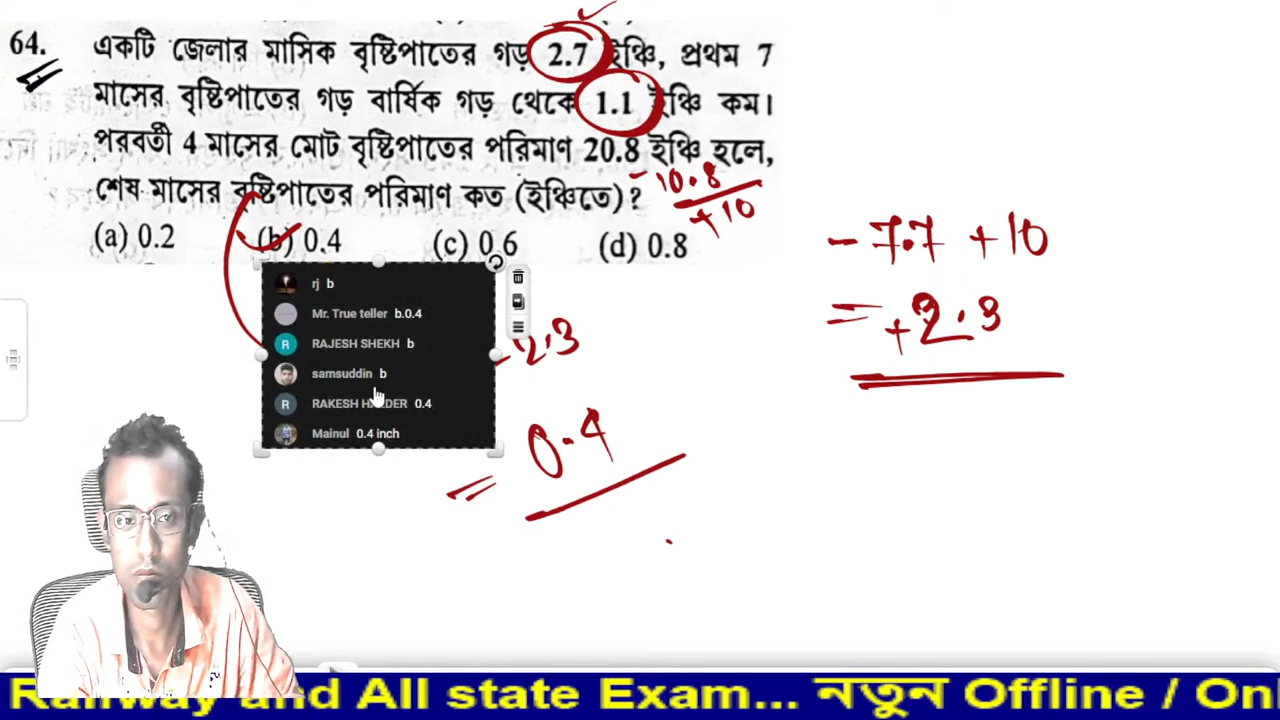 64. একটি জেলার মাসিক বৃষ্টিপাতের গড় 2.7 ইঞ্চি, প্রথম 7
মাসের বৃষ্টিপাতের গড় বার্ষিক গড় থেকে 1.1 ইঞ্চি কম।
পরবর্তী 4 মাসের মোট বৃষ্টিপাতের পরিমাণ 20.8 ইঞ্চি হলে,
শেষ মাসের বৃষ্টিপাতের পরিমাণ কত (ইঞ্চিতে)?
- 10.8
+10
(a) 0.2 (b) 0.4 (c) 0.6 (d) 0.8
- 7.7 +10
= +2.3
rj b
Mr. True teller b.0.4
R RAJESH SHEKH b
samsuddin b
R RAKESH HALDER 0.4
Mainul 0.4 inch
- 2.3
= 0.4
Railway and All state Exam... নতুন Offline / Onl